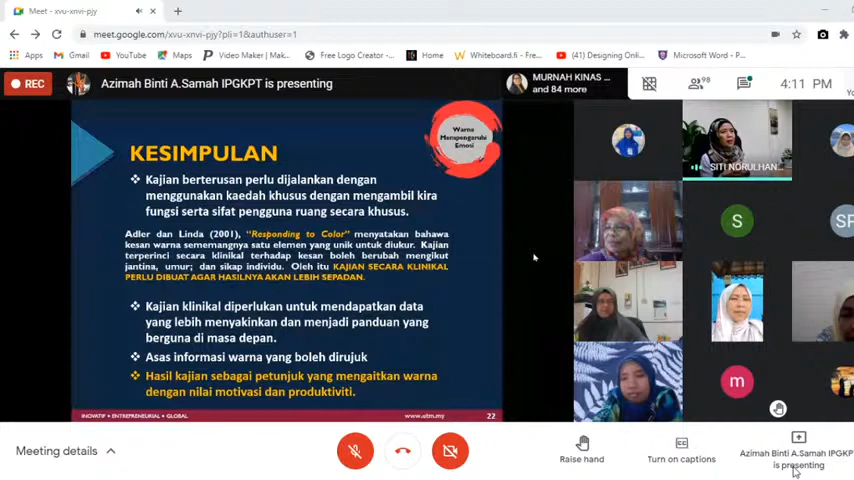 Meet - xvu-xnvi-pjy
meet.google.com/xvu-xnvi-pjy?pli=1&authuser=1
Apps Gmail YouTube Maps Video Maker | Mak... Free Logo Creator -... Home Whiteboard.fi - Fre... (41) Designing Onli... Microsoft Word - P...
REC Azimah Binti A.Samah IPGKPT is presenting
MURNAH KINAS
and 84 more
98
4:11 PM
Yo
Warna
Mempengaruhi
Emosi
KESIMPULAN
❖ Kajian berterusan perlu dijalankan dengan
menggunakan kaedah khusus dengan mengambil kira
fungsi serta sifat pengguna ruang secara khusus.
Adler dan Linda (2001), "Responding to Color" menyatakan bahawa
kesan warna sememangnya satu elemen yang unik untuk diukur. Kajian
terperinci secara klinikal terhadap kesan boleh berubah mengikut
jantina, umur; dan sikap individu. Oleh itu KAJIAN SECARA KLINIKAL
PERLU DIBUAT AGAR HASILNYA AKAN LEBIH SEPADAN.
❖ Kajian klinikal diperlukan untuk mendapatkan data
yang lebih menyakinkan dan menjadi panduan yang
berguna di masa depan.
❖ Asas informasi warna yang boleh dirujuk
❖ Hasil kajian sebagai petunjuk yang mengaitkan warna
dengan nilai motivasi dan produktiviti.
INOVATIF • ENTREPRENEURIAL • GLOBAL www.utm.my 22
SITI NORULHAN...
S
SF
m
Meeting details
Raise hand
Turn on captions
Azimah Binti A.Samah IPGKP
is presenting